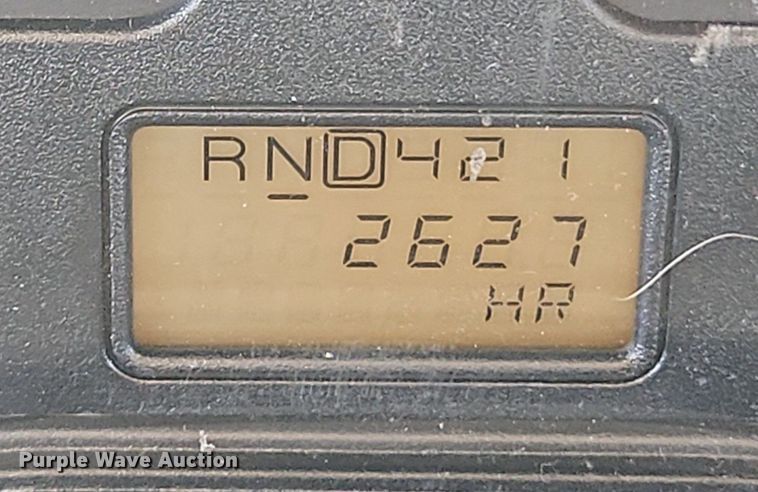 RND421
2627
HR
Purple Wave Auction